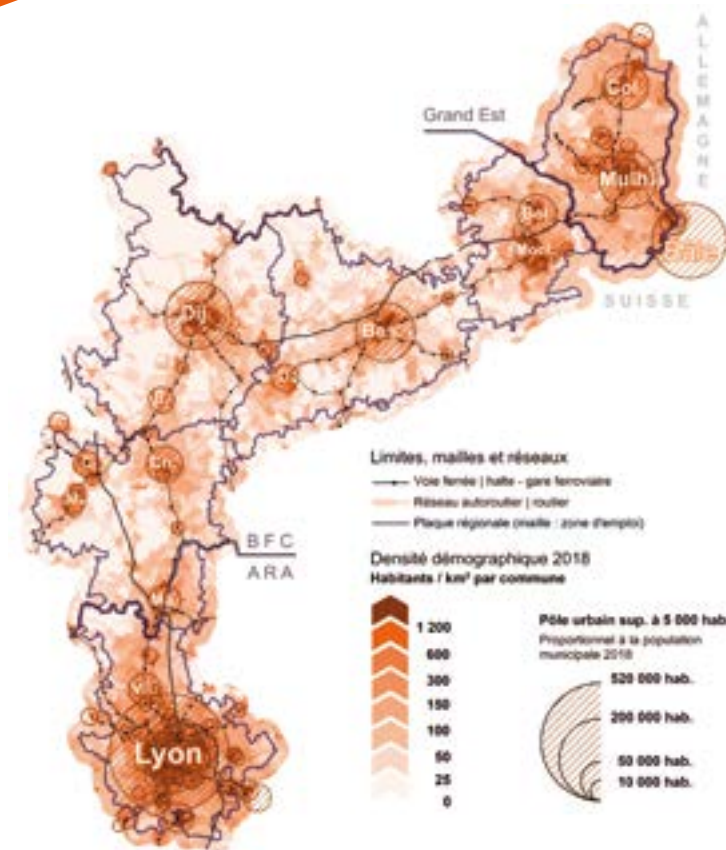 ALLEMAGNE
Grand Est
Col.
Mulh.
Bel.
Mont.
Bâle
SUISSE
Dij.
Bes.
Ch.
BFC
ARA
Lyon
Limites, mailles et réseaux
Voie ferrée | halte - gare ferroviaire
Réseau autoroutier | routier
Plaque régionale (maille : zone d'emploi)
Densité démographique 2018
Habitants / km² par commune
1 200
600
300
150
100
50
25
0
Pôle urbain sup. à 5 000 hab
Proportionnel à la population
municipale 2018
520 000 hab.
200 000 hab.
50 000 hab.
10 000 hab.